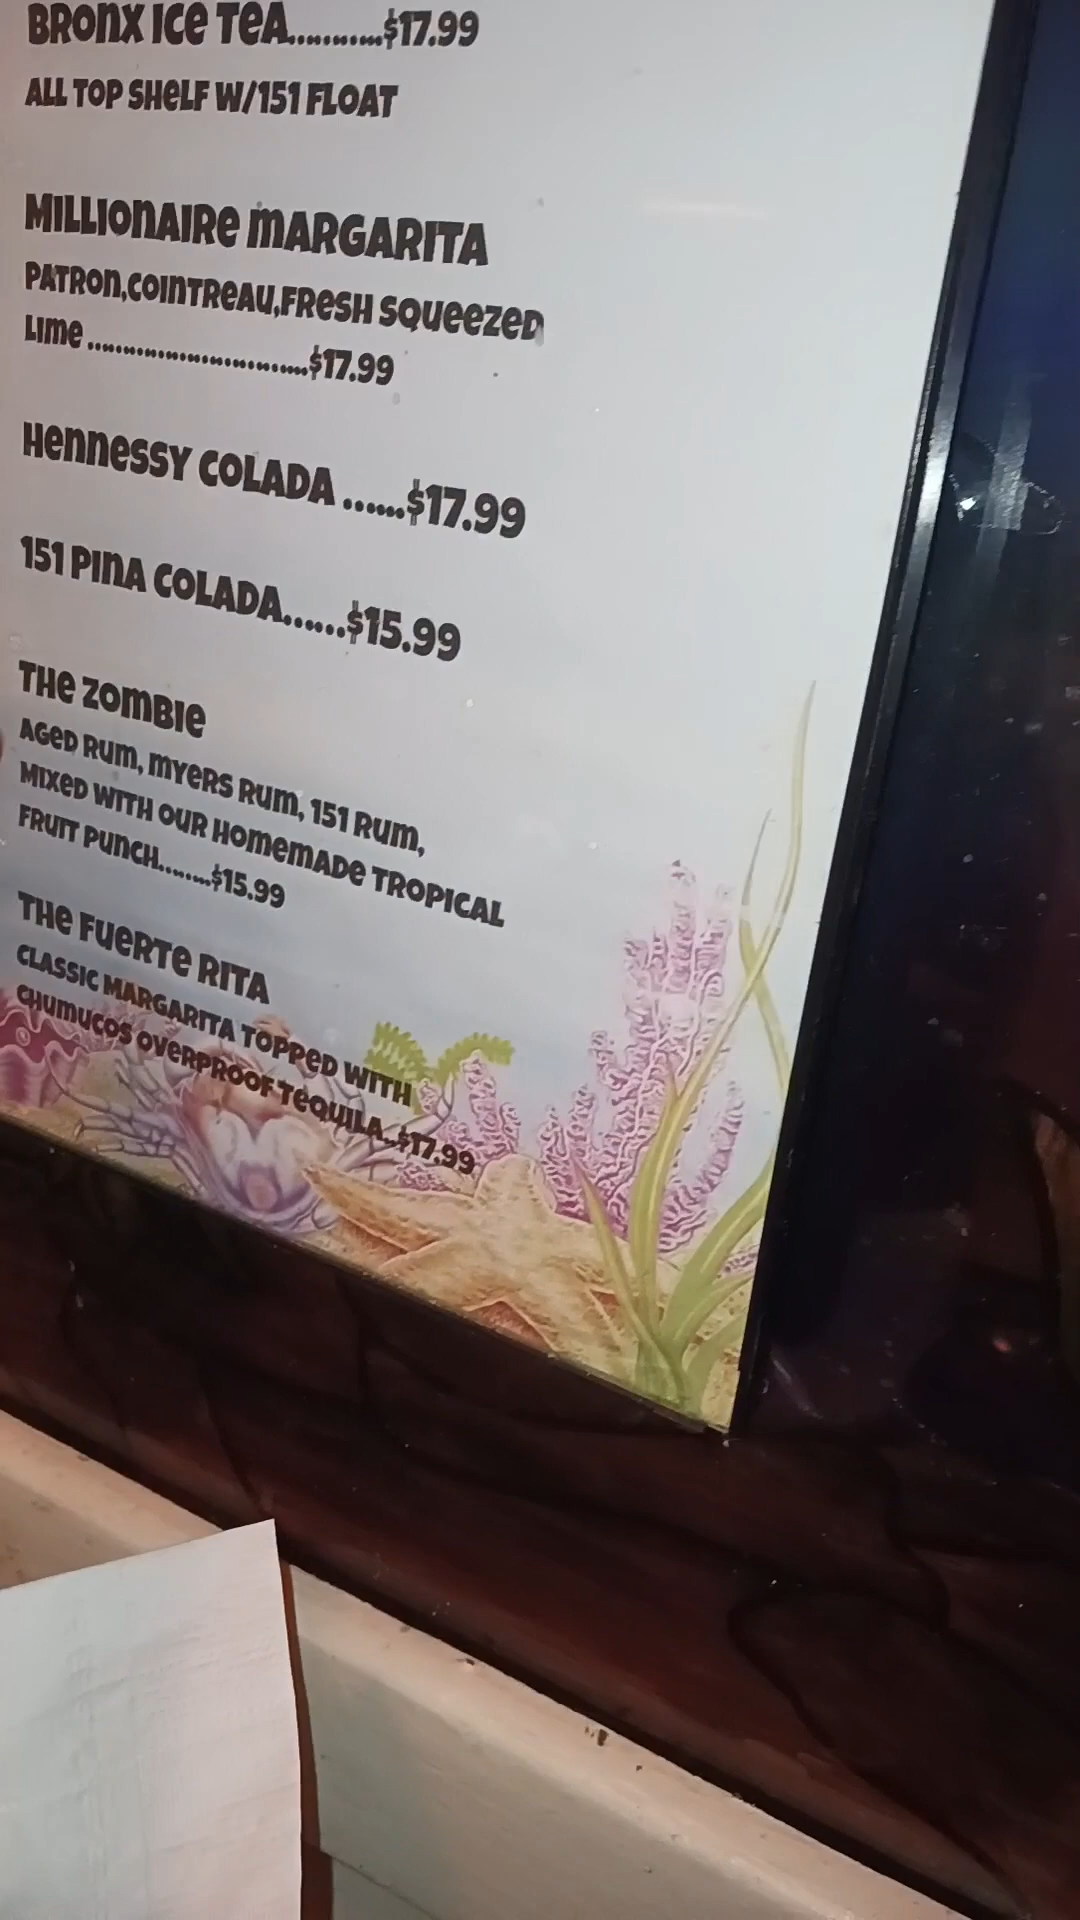 BRONX ICE TEA...........$17.99
ALL TOP SHELF W/151 FLOAT
MILLIONAIRE MARGARITA
PATRON,COINTREAU,FRESH SQUEEZED
LIME ..............................$17.99
HENNESSY COLADA ......$17.99
151 PINA COLADA......$15.99
THE ZOMBIE
AGED RUM, MYERS RUM, 151 RUM,
MIXED WITH OUR HOMEMADE TROPICAL
FRUIT PUNCH........$15.99
THE FUERTE RITA
CLASSIC MARGARITA TOPPED WITH
CHUMUCOS OVERPROOF TEQUILA..$17.99